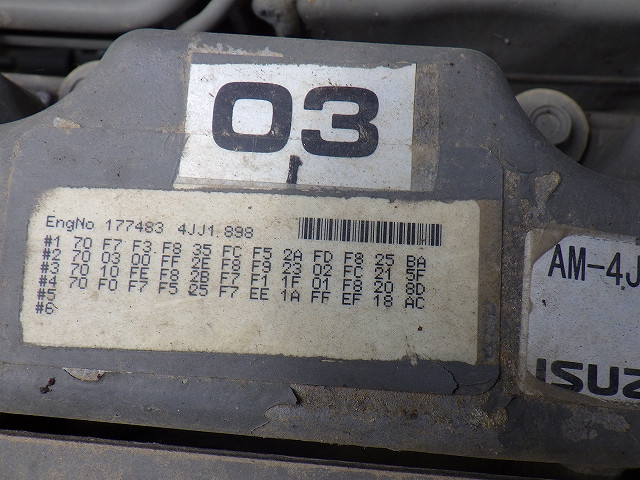 03
EngNo 177483 4JJ1.898
#1 70 F7 F3 F8 35 FC F5 2A FD F8 25 BA
#2 70 03 00 FF 2E F8 F9 23 02 FC 21 5F
#3 70 10 FE F8 2B F7 F1 1F 01 F8 20 8D
#4 70 F0 F7 F5 25 F7 EE 1A FF EF 18 AC
#5
#6
AM-4J
ISUZ